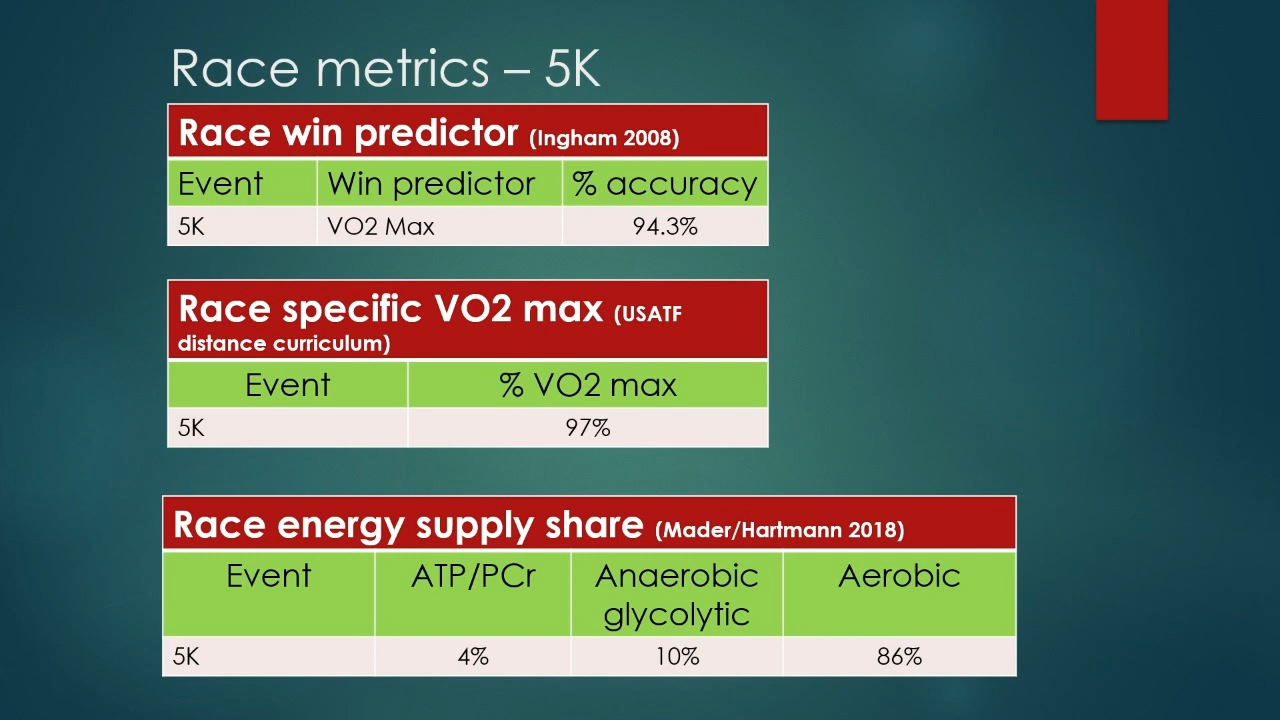 Race metrics – 5K
Race win predictor (Ingham 2008)
Event Win predictor % accuracy
5K VO2 Max 94.3%
Race specific VO2 max (USATF
distance curriculum)
Event % VO2 max
5K 97%
Race energy supply share (Mader/Hartmann 2018)
Event ATP/PCr Anaerobic Aerobic
glycolytic
5K 4% 10% 86%